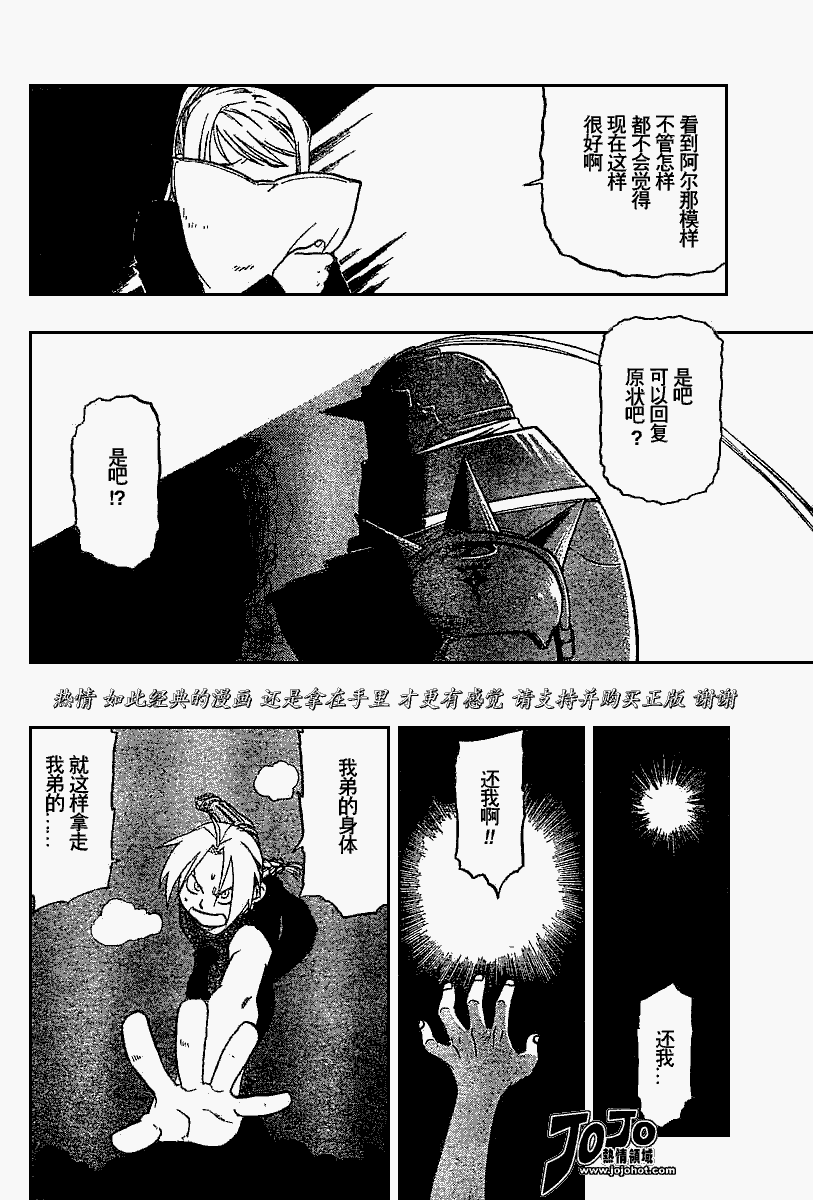 看到阿尔那模样
不管怎样
都不会觉得
现在这样
很好啊
是吧
可以回复
原状吧?
是吧!?
热情 如此经典的漫画 还是拿在手里 才更有感觉 请支持并购买正版 谢谢
还我…
还我啊!!
我弟的身体
就这样拿走
我弟的……
JOJO
熱情領域
www.jojohot.com